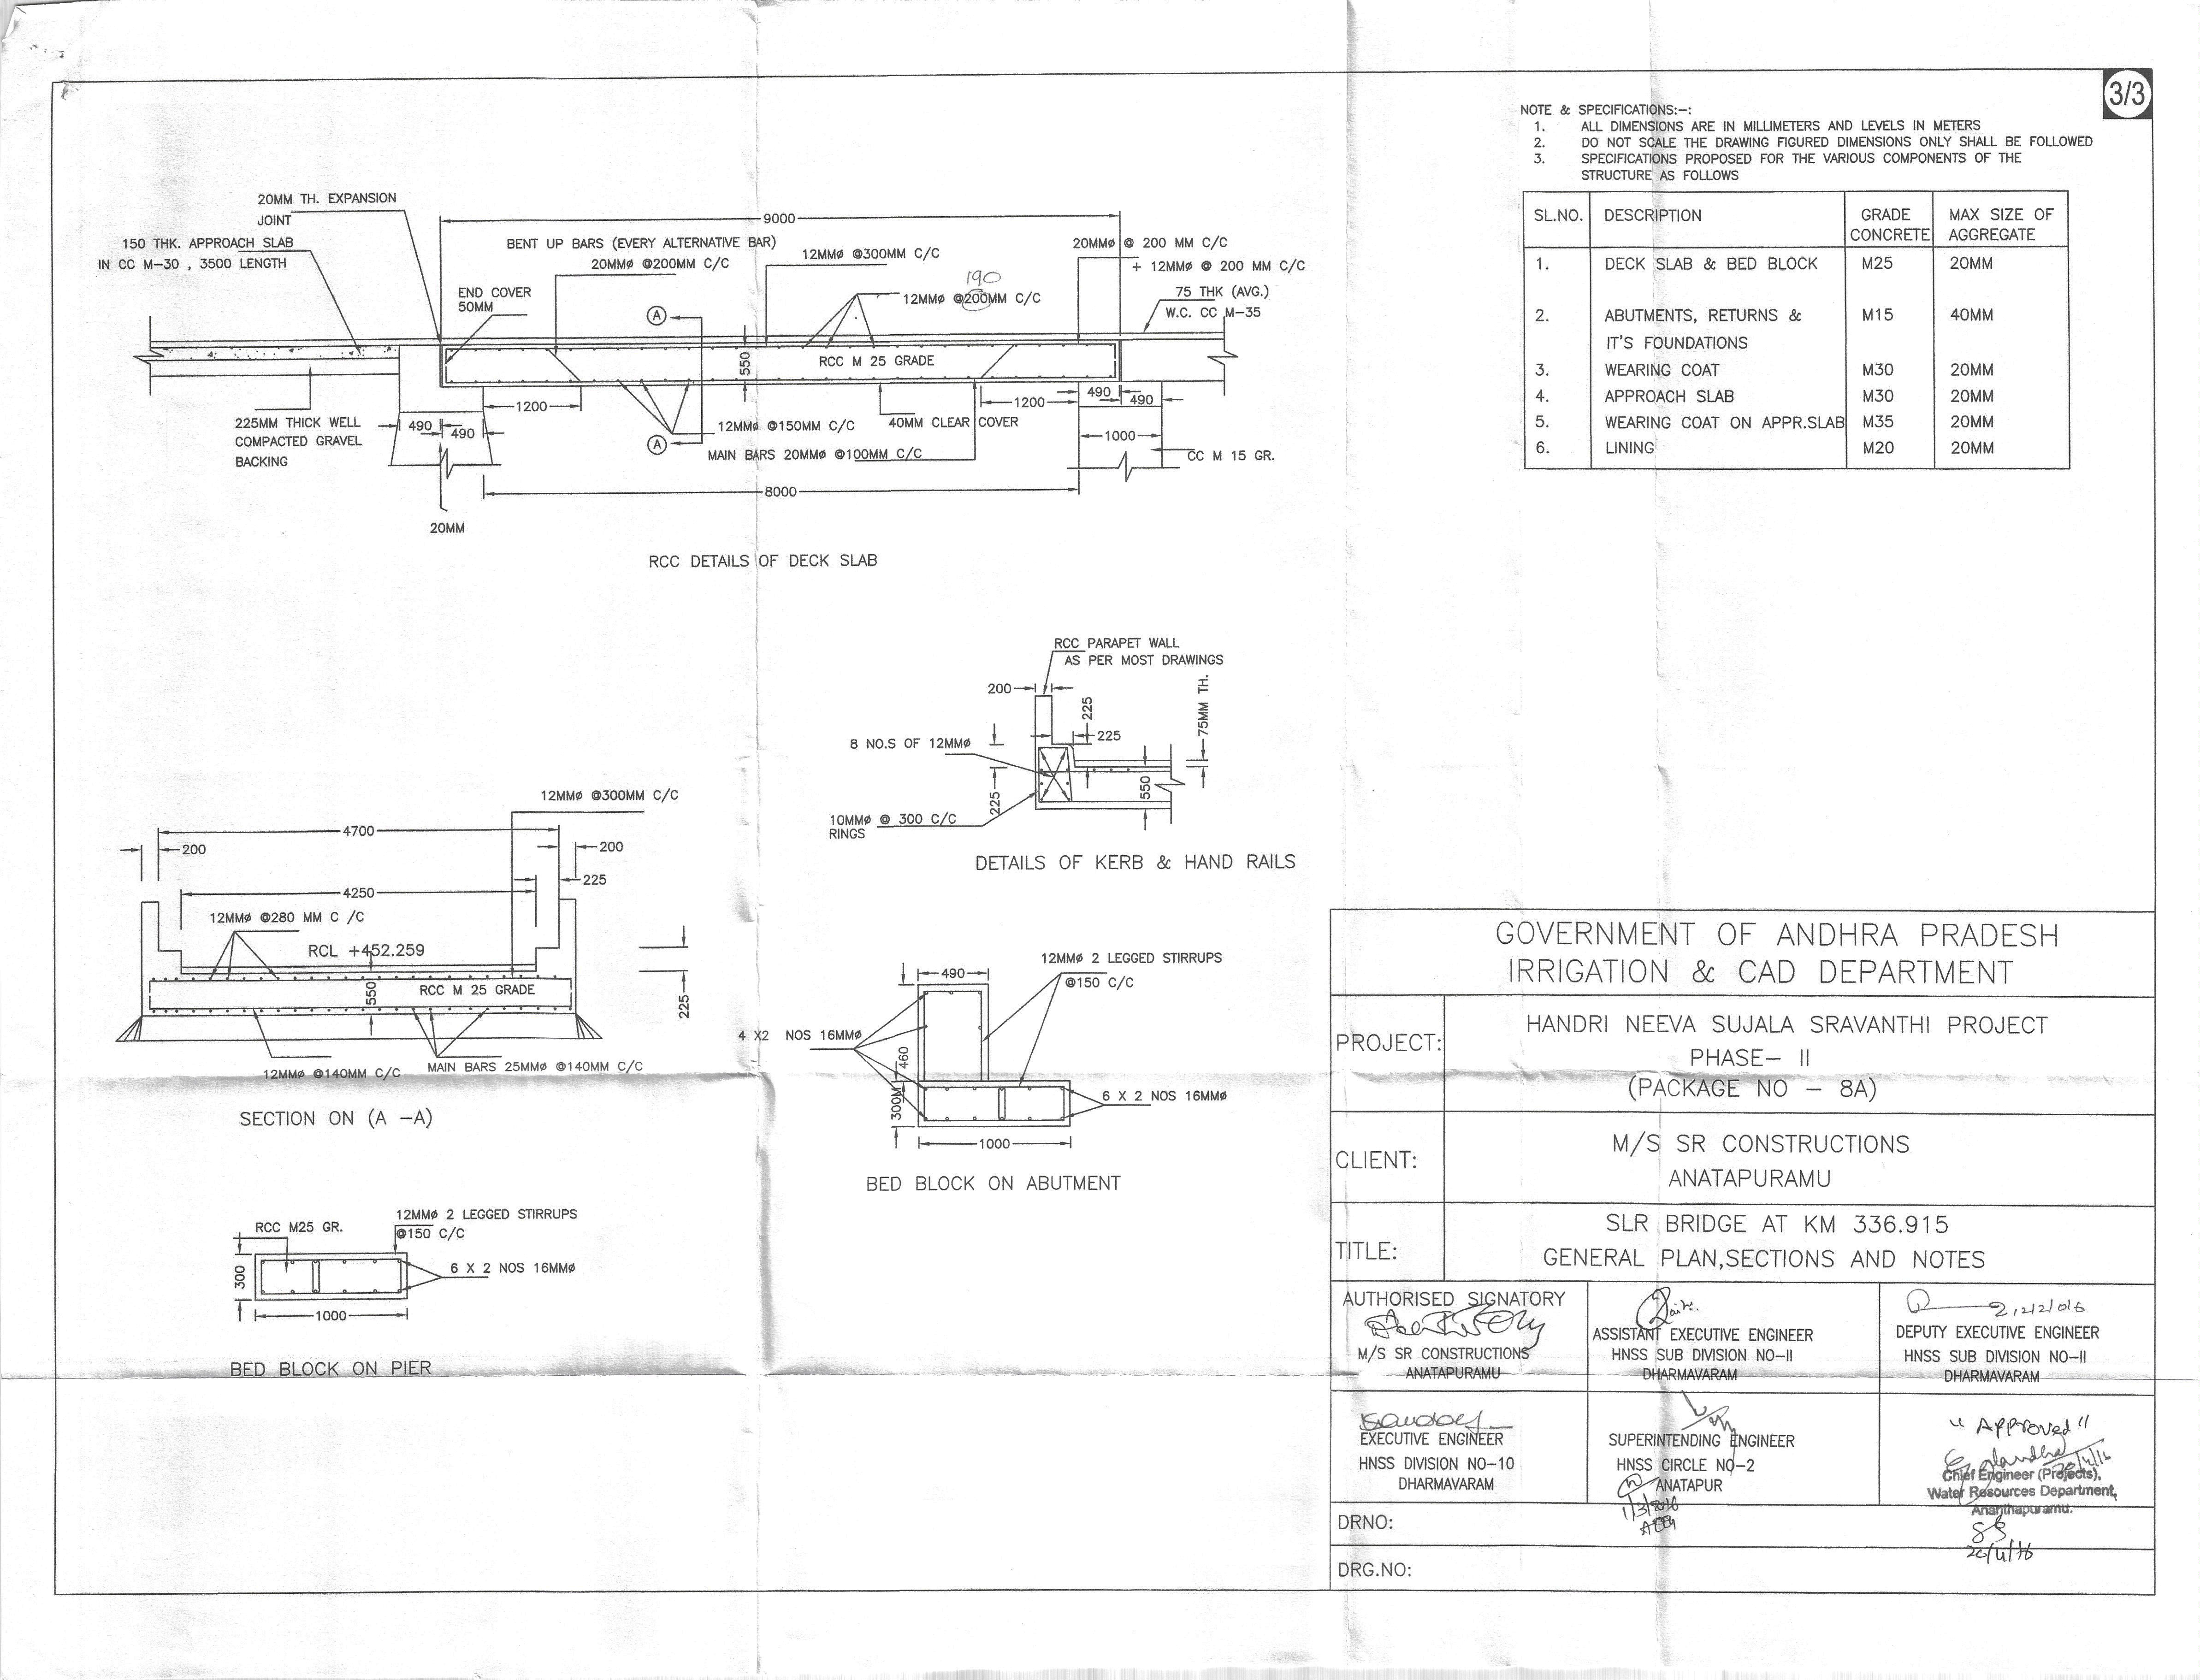 3/3
NOTE & SPECIFICATIONS:-:
1. ALL DIMENSIONS ARE IN MILLIMETERS AND LEVELS IN METERS
2. DO NOT SCALE THE DRAWING FIGURED DIMENSIONS ONLY SHALL BE FOLLOWED
3. SPECIFICATIONS PROPOSED FOR THE VARIOUS COMPONENTS OF THE
STRUCTURE AS FOLLOWS
SL.NO. DESCRIPTION GRADE CONCRETE MAX SIZE OF AGGREGATE
1. DECK SLAB & BED BLOCK M25 20MM
2. ABUTMENTS, RETURNS & M15 40MM
IT'S FOUNDATIONS
3. WEARING COAT M30 20MM
4. APPROACH SLAB M30 20MM
5. WEARING COAT ON APPR.SLAB M35 20MM
6. LINING M20 20MM
20MM TH. EXPANSION
JOINT
150 THK. APPROACH SLAB
IN CC M-30 , 3500 LENGTH
9000
BENT UP BARS (EVERY ALTERNATIVE BAR)
20MMø @200MM C/C
12MMø @300MM C/C
20MMø @ 200 MM C/C
+ 12MMø @ 200 MM C/C
190
12MMø @200MM C/C
END COVER
50MM
75 THK (AVG.)
W.C. CC M-35
A
550
RCC M 25 GRADE
1200
1200
490
490
490
490
225MM THICK WELL
COMPACTED GRAVEL
BACKING
12MMø @150MM C/C
40MM CLEAR COVER
A
MAIN BARS 20MMø @100MM C/C
1000
CC M 15 GR.
8000
20MM
RCC DETAILS OF DECK SLAB
RCC PARAPET WALL
AS PER MOST DRAWINGS
200
225
225
75MM TH.
8 NO.S OF 12MMø
225
550
10MMø @ 300 C/C
RINGS
DETAILS OF KERB & HAND RAILS
12MMø @300MM C/C
4700
200
200
225
4250
12MMø @280 MM C /C
RCL +452.259
550
RCC M 25 GRADE
225
12MMø @140MM C/C
MAIN BARS 25MMø @140MM C/C
SECTION ON (A -A)
12MMø 2 LEGGED STIRRUPS
@150 C/C
490
4 X2 NOS 16MMø
460
300M
6 X 2 NOS 16MMø
1000
BED BLOCK ON ABUTMENT
RCC M25 GR.
12MMø 2 LEGGED STIRRUPS
@150 C/C
300
6 X 2 NOS 16MMø
1000
BED BLOCK ON PIER
GOVERNMENT OF ANDHRA PRADESH
IRRIGATION & CAD DEPARTMENT
PROJECT:
HANDRI NEEVA SUJALA SRAVANTHI PROJECT
PHASE- II
(PACKAGE NO - 8A)
CLIENT:
M/S SR CONSTRUCTIONS
ANATAPURAMU
TITLE:
SLR BRIDGE AT KM 336.915
GENERAL PLAN,SECTIONS AND NOTES
AUTHORISED SIGNATORY
M/S SR CONSTRUCTIONS
ANATAPURAMU
ASSISTANT EXECUTIVE ENGINEER
HNSS SUB DIVISION NO-II
DHARMAVARAM
DEPUTY EXECUTIVE ENGINEER
HNSS SUB DIVISION NO-II
DHARMAVARAM
EXECUTIVE ENGINEER
HNSS DIVISION NO-10
DHARMAVARAM
SUPERINTENDING ENGINEER
HNSS CIRCLE NO-2
ANATAPUR
"Approved"
Chief Engineer (Projects),
Water Resources Department,
Ananthapuramu.
20/4/16
DRNO:
DRG.NO: